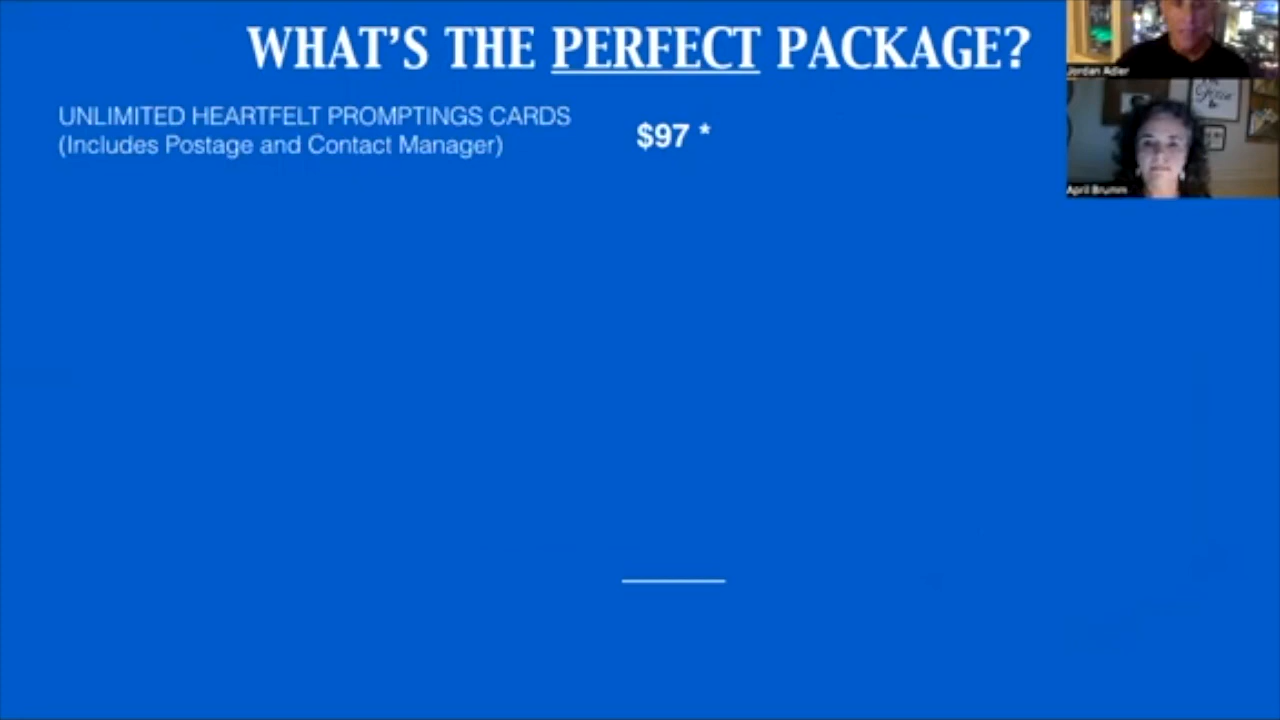 WHAT'S THE PERFECT PACKAGE?
UNLIMITED HEARTFELT PROMPTINGS CARDS
(Includes Postage and Contact Manager)
$97 *
Jordan Adler
April Brumm